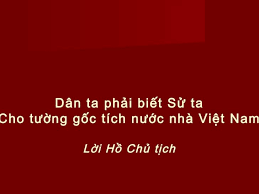 Dân ta phải biết Sử ta
Cho tường gốc tích nước nhà Việt Nam
Lời Hồ Chủ tịch